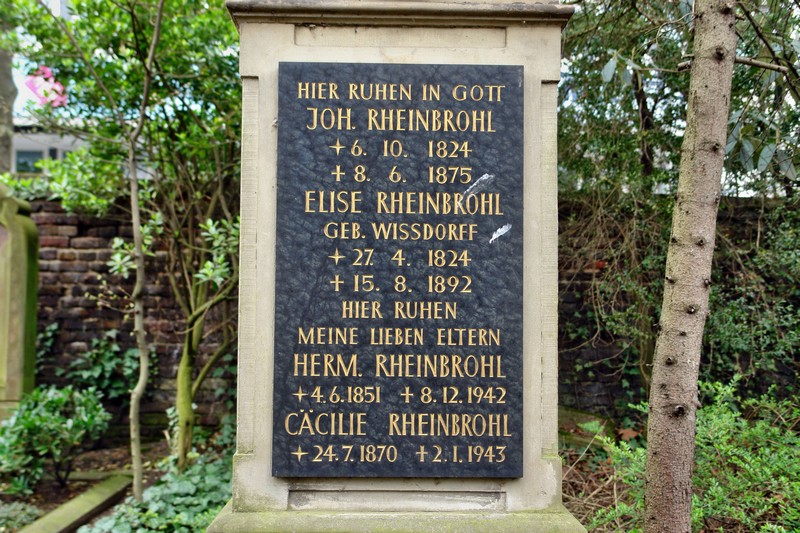 HIER RUHEN IN GOTT
JOH. RHEINBROHL
✦ 6. 10. 1824
✝ 8. 6. 1875
ELISE RHEINBROHL
GEB. WISSDORFF
✦ 27. 4. 1824
✝ 15. 8. 1892
HIER RUHEN
MEINE LIEBEN ELTERN
HERM. RHEINBROHL
✦ 4.6.1851 ✝ 8.12.1942
CÄCILIE RHEINBROHL
✦ 24.7.1870 ✝ 2.1.1943